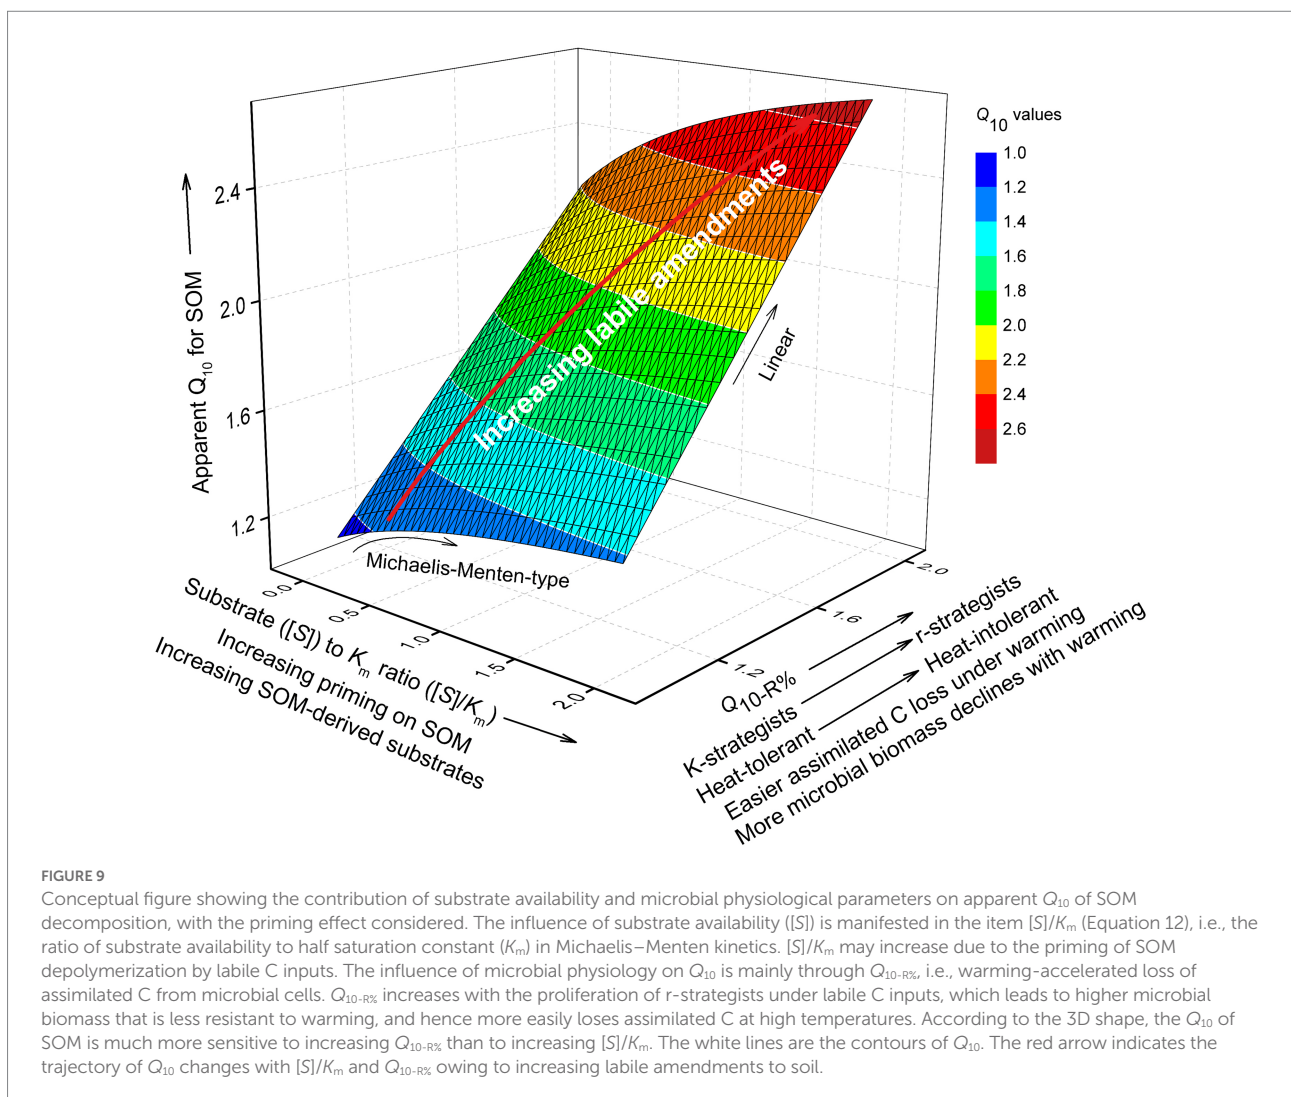 Q10 values
1.0
1.2
1.4
1.6
1.8
2.0
2.2
2.4
2.6
Apparent Q10 for SOM
2.4
2.0
1.6
1.2
Increasing labile amendments
Linear
Michaelis-Menten-type
0.0
0.5
1.0
1.5
2.0
Substrate ([S]) to Km ratio ([S]/Km)
Increasing priming on SOM
Increasing SOM-derived substrates
1.2
1.6
2.0
Q10-R%
K-strategists
r-strategists
Heat-tolerant
Heat-intolerant
Easier assimilated C loss under warming
More microbial biomass declines with warming
FIGURE 9
Conceptual figure showing the contribution of substrate availability and microbial physiological parameters on apparent Q10 of SOM
decomposition, with the priming effect considered. The influence of substrate availability ([S]) is manifested in the item [S]/Km (Equation 12), i.e., the
ratio of substrate availability to half saturation constant (Km) in Michaelis–Menten kinetics. [S]/Km may increase due to the priming of SOM
depolymerization by labile C inputs. The influence of microbial physiology on Q10 is mainly through Q10-R%, i.e., warming-accelerated loss of
assimilated C from microbial cells. Q10-R% increases with the proliferation of r-strategists under labile C inputs, which leads to higher microbial
biomass that is less resistant to warming, and hence more easily loses assimilated C at high temperatures. According to the 3D shape, the Q10 of
SOM is much more sensitive to increasing Q10-R% than to increasing [S]/Km. The white lines are the contours of Q10. The red arrow indicates the
trajectory of Q10 changes with [S]/Km and Q10-R% owing to increasing labile amendments to soil.